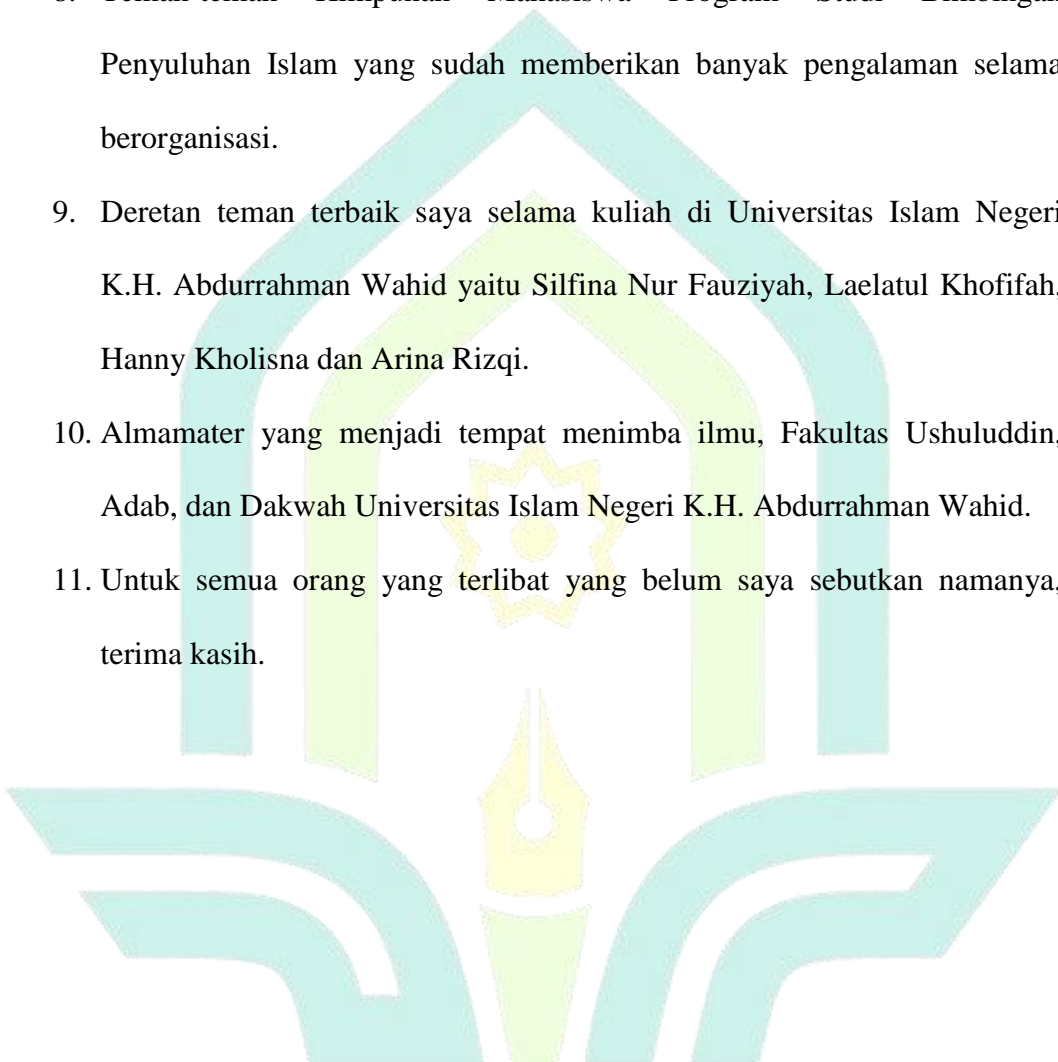 Penyuluhan Islam yang sudah memberikan banyak pengalaman selama
berorganisasi.
9. Deretan teman terbaik saya selama kuliah di Universitas Islam Negeri
K.H. Abdurrahman Wahid yaitu Silfina Nur Fauziyah, Laelatul Khofifah,
Hanny Kholisna dan Arina Rizqi.
10. Almamater yang menjadi tempat menimba ilmu, Fakultas Ushuluddin,
Adab, dan Dakwah Universitas Islam Negeri K.H. Abdurrahman Wahid.
11. Untuk semua orang yang terlibat yang belum saya sebutkan namanya,
terima kasih.